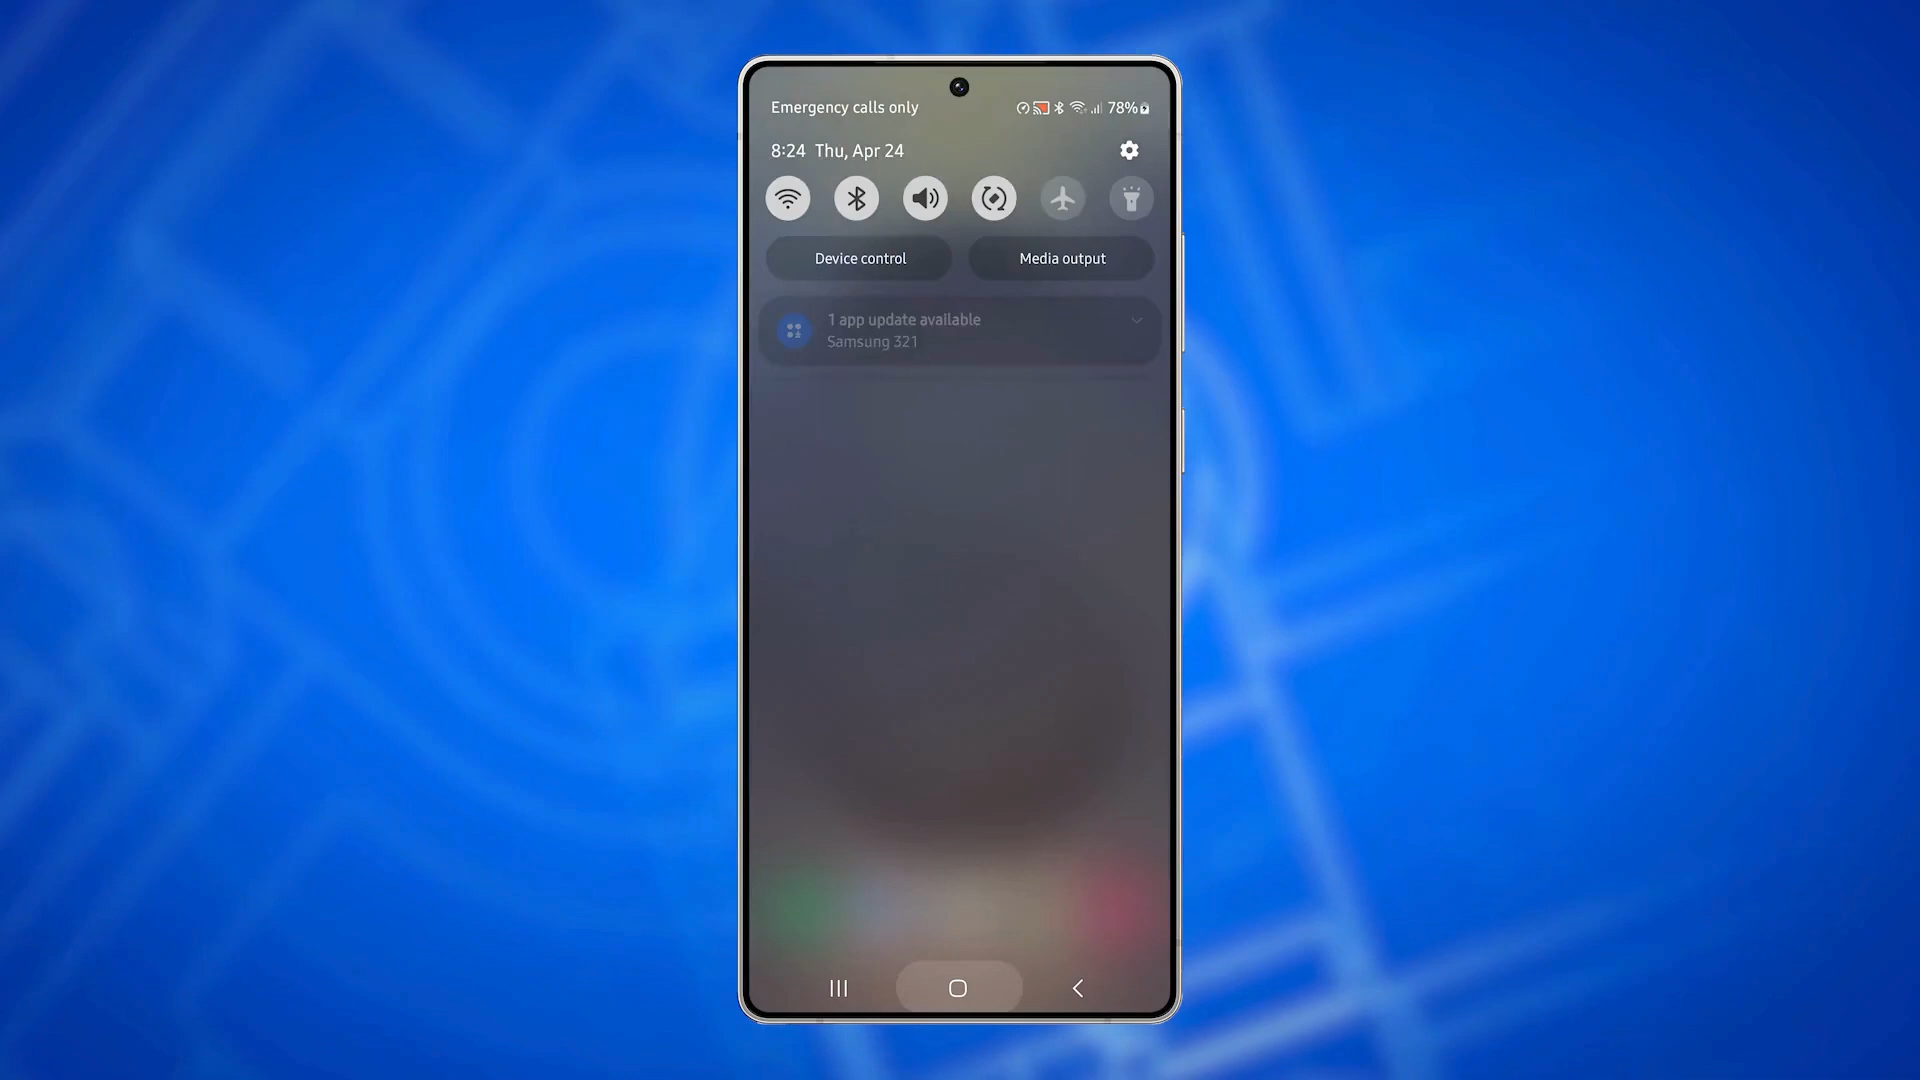 Emergency calls only 78%
8:24 Thu, Apr 24
Device control Media output
1 app update available
Samsung 321